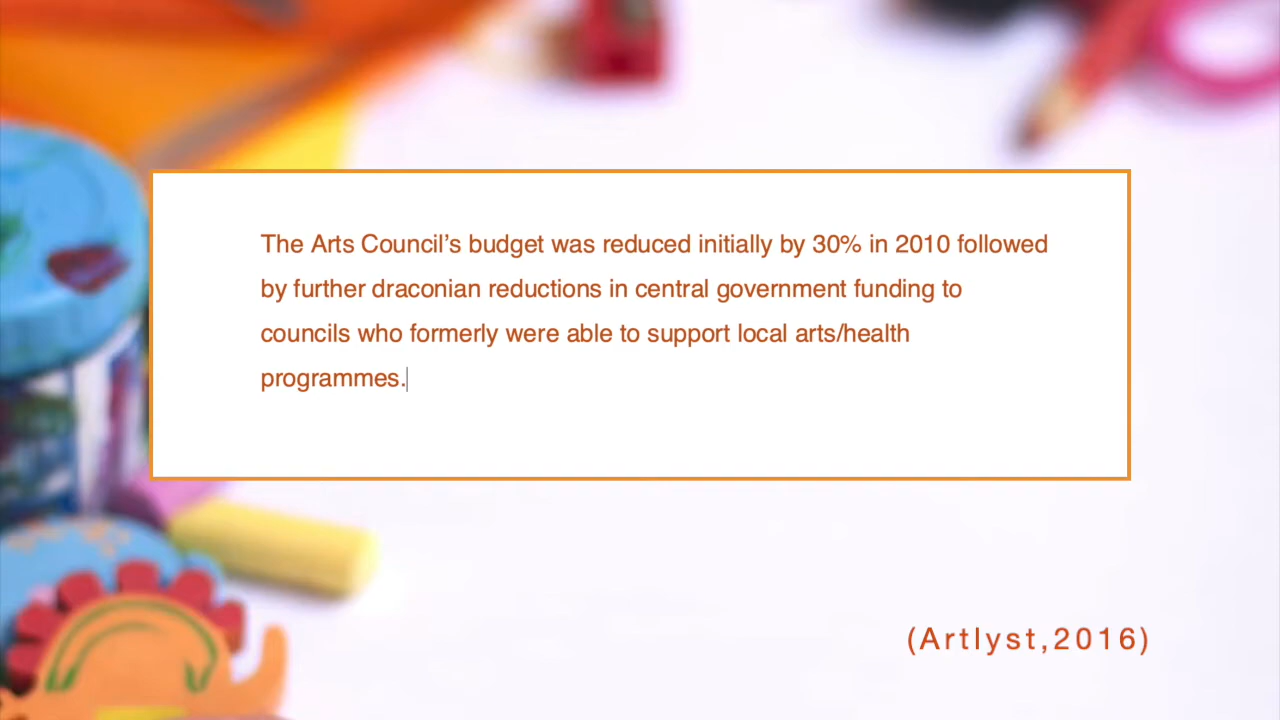 The Arts Council’s budget was reduced initially by 30% in 2010 followed
by further draconian reductions in central government funding to
councils who formerly were able to support local arts/health
programmes.
(Artlyst,2016)